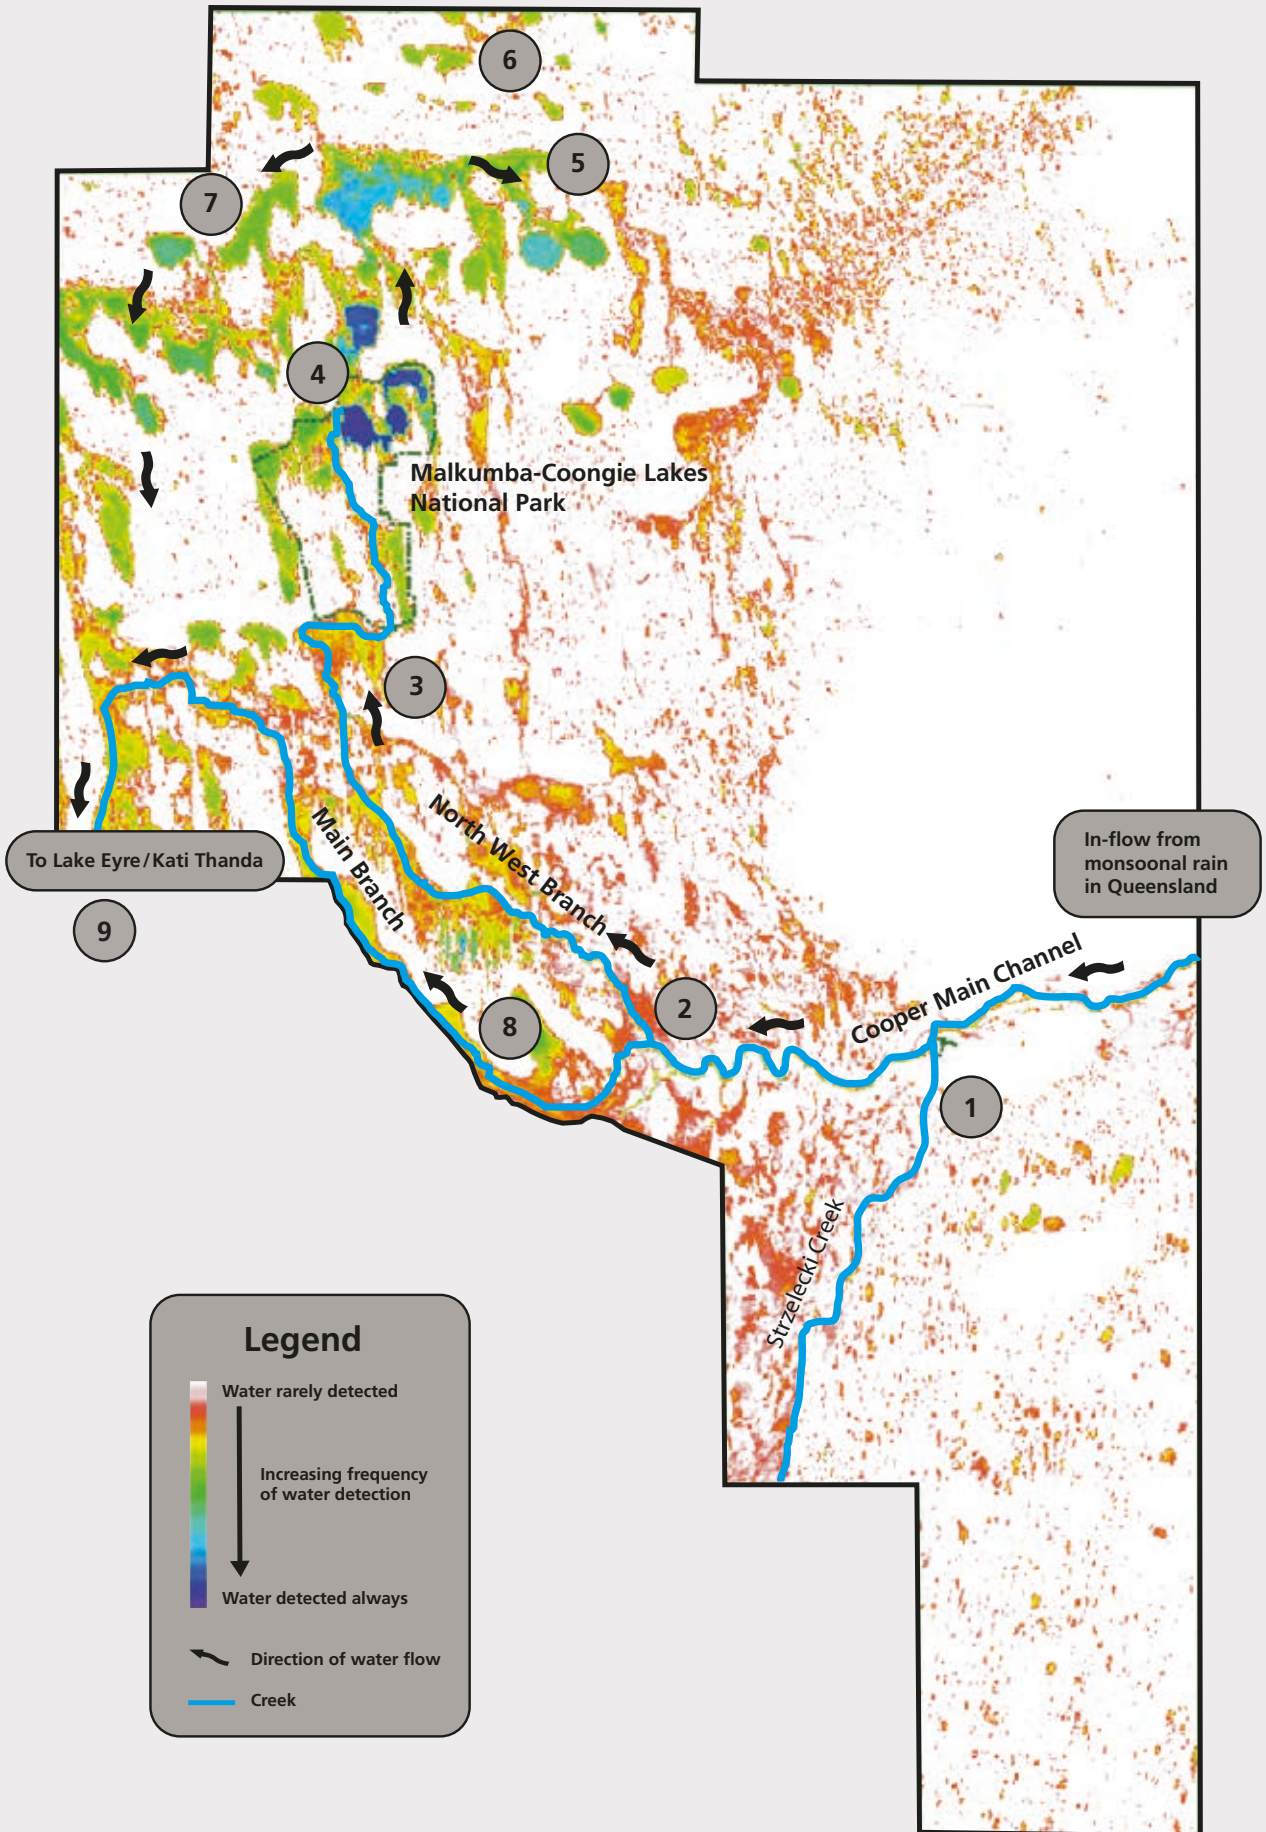 6
5
7
4
Malkumba-Coongie Lakes
National Park
3
North West Branch
Main Branch
To Lake Eyre/Kati Thanda
In-flow from
monsoonal rain
in Queensland
9
Cooper Main Channel
2
8
1
Strzelecki Creek
Legend
Water rarely detected
Increasing frequency
of water detection
Water detected always
Direction of water flow
Creek